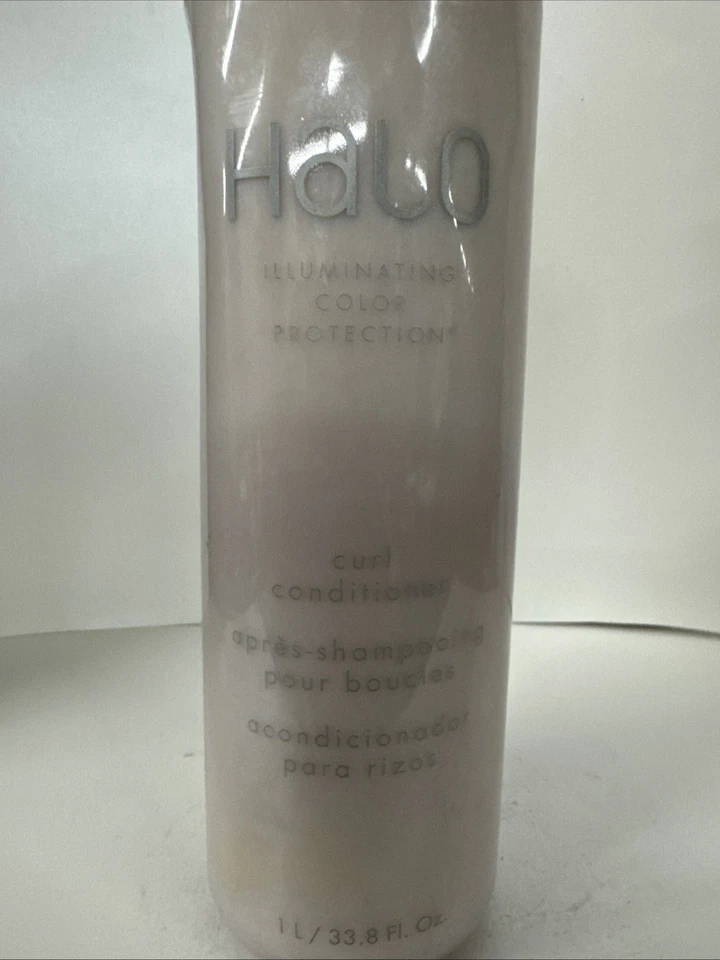 Halo
ILLUMINATING
COLOR
PROTECTION®
curl
conditioner
après-shampooing
pour boucles
acondicionador
para rizos
1 L / 33.8 Fl. Oz.